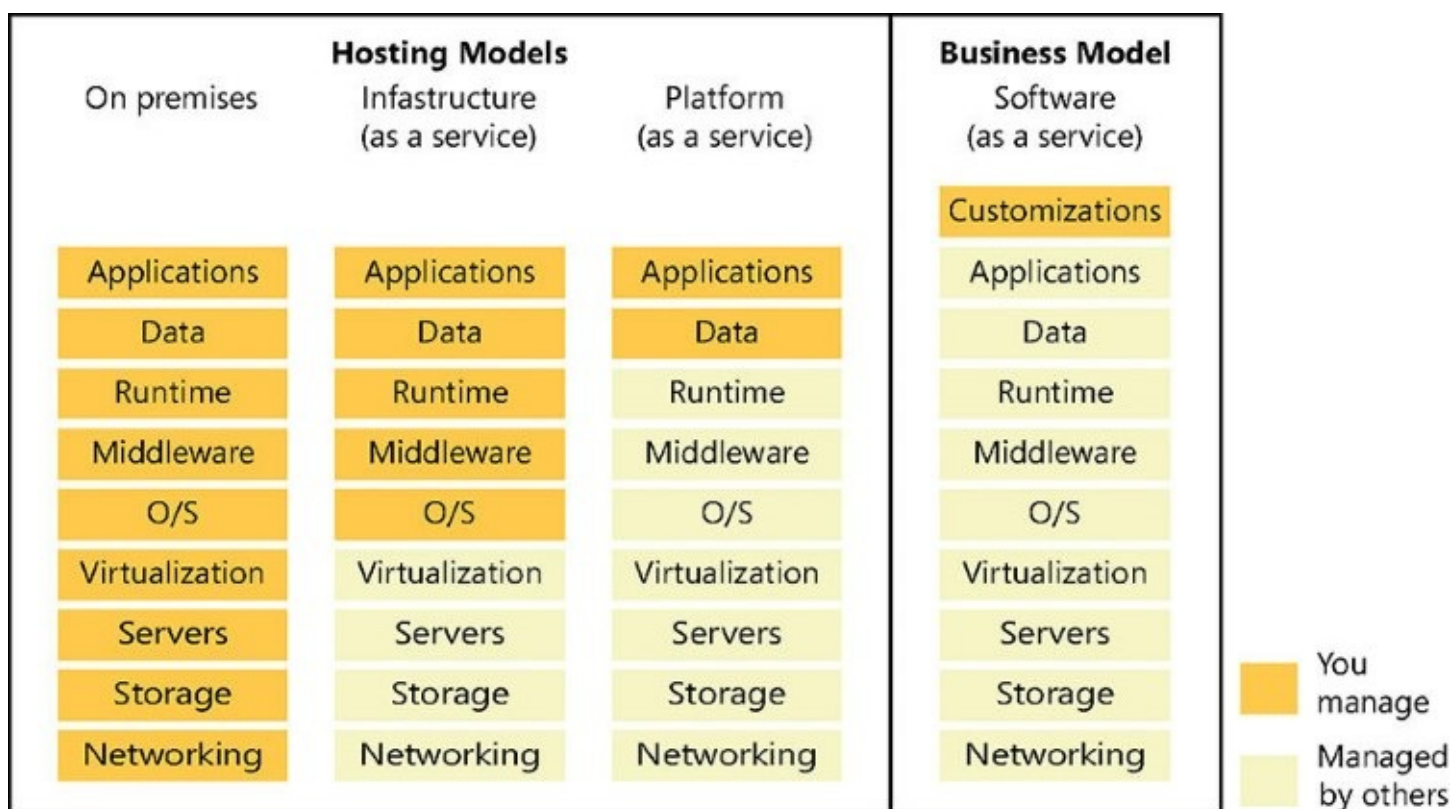 Hosting Models
Business Model
On premises
Infastructure
(as a service)
Platform
(as a service)
Software
(as a service)
Customizations
Applications
Applications
Applications
Applications
Data
Data
Data
Data
Runtime
Runtime
Runtime
Runtime
Middleware
Middleware
Middleware
Middleware
O/S
O/S
O/S
O/S
Virtualization
Virtualization
Virtualization
Virtualization
Servers
Servers
Servers
Servers
Storage
Storage
Storage
Storage
Networking
Networking
Networking
Networking
You
manage
Managed
by others